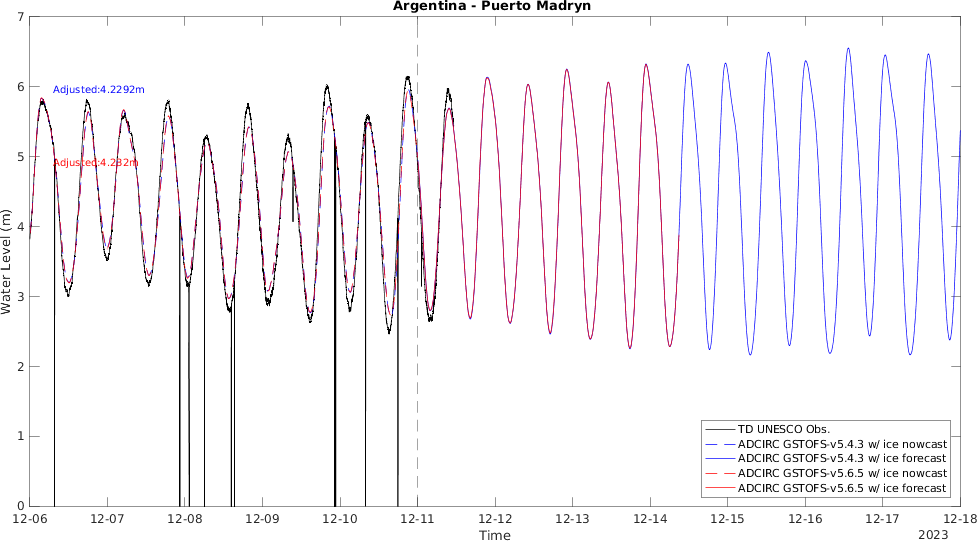 Argentina - Puerto Madryn
7
6
5
4
3
2
1
0
Water Level (m)
Adjusted:4.2292m
Adjusted:4.232m
TD UNESCO Obs.
ADCIRC GSTOFS-v5.4.3 w/ ice nowcast
ADCIRC GSTOFS-v5.4.3 w/ ice forecast
ADCIRC GSTOFS-v5.6.5 w/ ice nowcast
ADCIRC GSTOFS-v5.6.5 w/ ice forecast
12-06 12-07 12-08 12-09 12-10 12-11 12-12 12-13 12-14 12-15 12-16 12-17 12-18
Time
2023